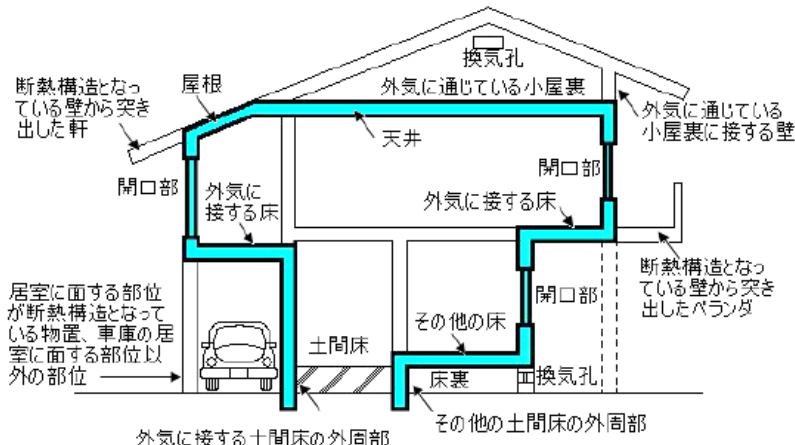 換気孔
断熱構造となっ
ている壁から突き
出した軒
屋根
外気に通じている小屋裏
外気に通じている
小屋裏に接する壁
天井
開口部
外気に
接する床
開口部
外気に接する床
断熱構造となっ
ている壁から突き
出したベランダ
居室に面する部位
が断熱構造となって
いる物置、車庫の居
室に面する部位以
外の部位
開口部
その他の床
土間床
床裏
換気孔
外気に接する土間床の外周部
その他の土間床の外周部